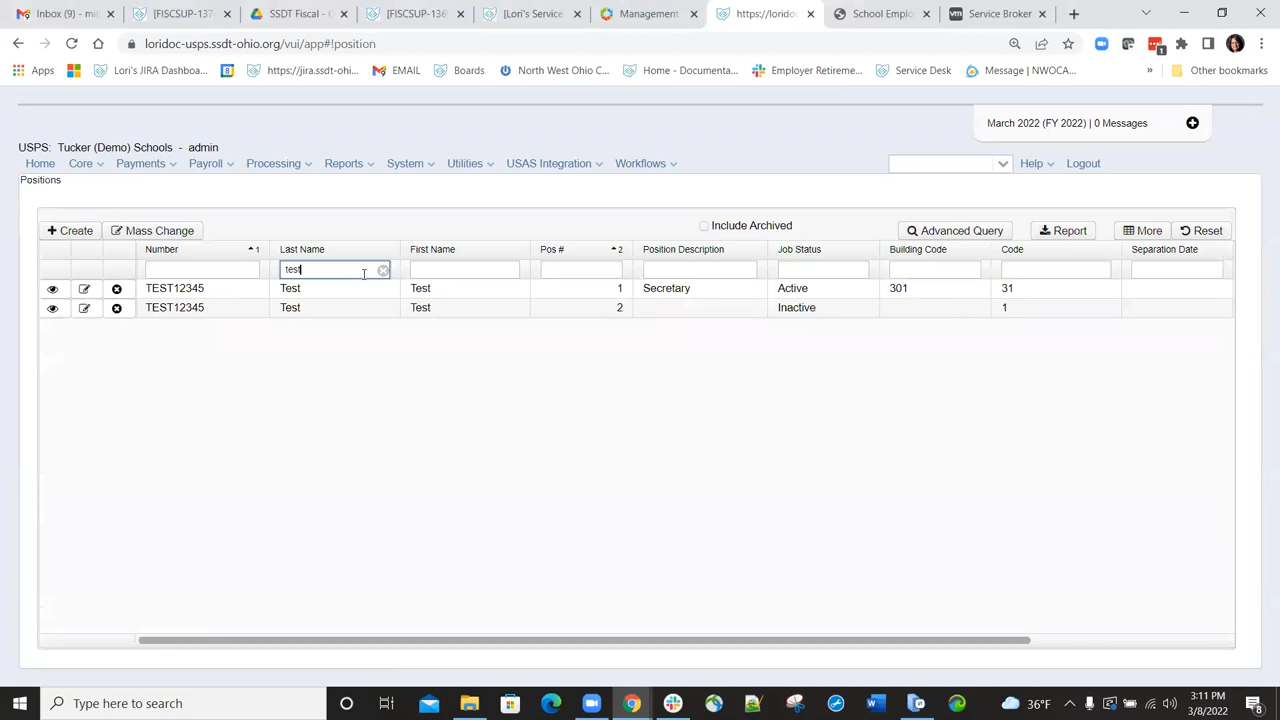 Inbox (9) - mil
[FISCSUP-137
SSDT Fiscal - G
[FISCSUP-136
[Lori's Service
Management
https://loridoc
School Emplo
Service Broker
loridoc-usps.ssdt-ohio.org/vui/app#!position
1
Apps
Lori's JIRA Dashboa...
https://jira.ssdt-ohi...
EMAIL
Boards
North West Ohio C...
Home - Documenta...
Employer Retireme...
Service Desk
Message | NWOCA...
»
Other bookmarks
March 2022 (FY 2022) | 0 Messages
USPS: Tucker (Demo) Schools - admin
Home Core Payments Payroll Processing Reports System Utilities USAS Integration Workflows Help Logout
Positions
Create Mass Change Include Archived Advanced Query Report More Reset
Number 1 Last Name First Name Pos # 2 Position Description Job Status Building Code Code Separation Date
test
TEST12345 Test Test 1 Secretary Active 301 31
TEST12345 Test Test 2 Inactive 1
Type here to search
36°F
3:11 PM
3/8/2022
8